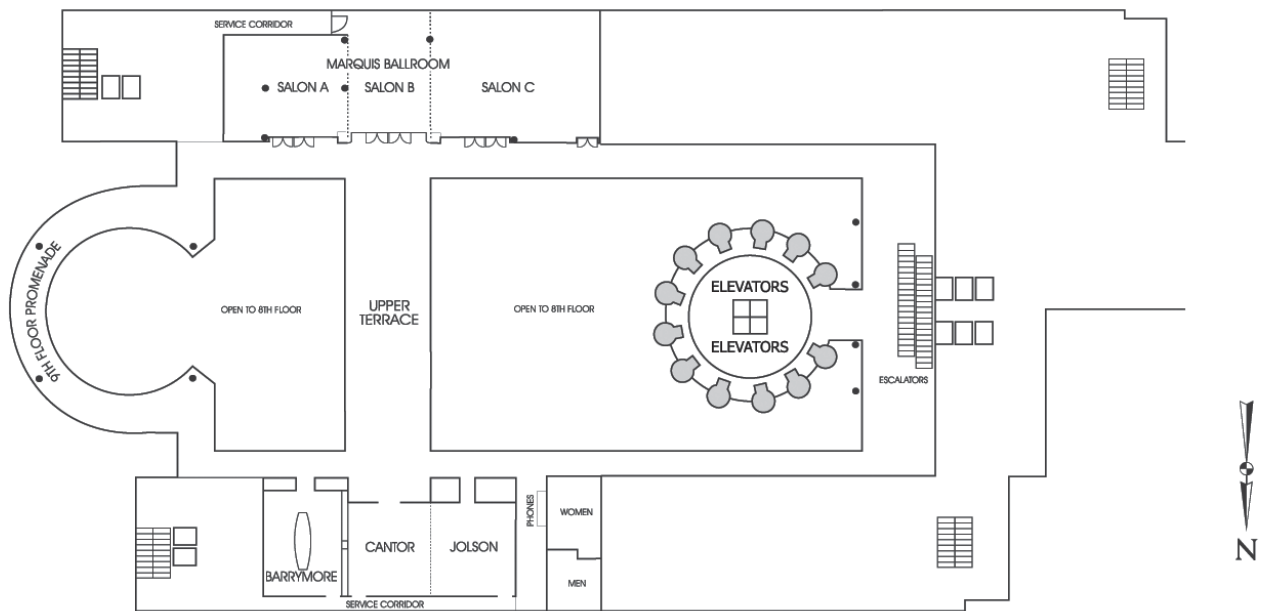 SERVICE CORRIDOR
MARQUIS BALLROOM
SALON A
SALON B
SALON C
9TH FLOOR PROMENADE
OPEN TO 8TH FLOOR
UPPER
TERRACE
OPEN TO 8TH FLOOR
ELEVATORS
ELEVATORS
ESCALATORS
PHONES
WOMEN
MEN
CANTOR
JOLSON
BARRYMORE
SERVICE CORRIDOR
N